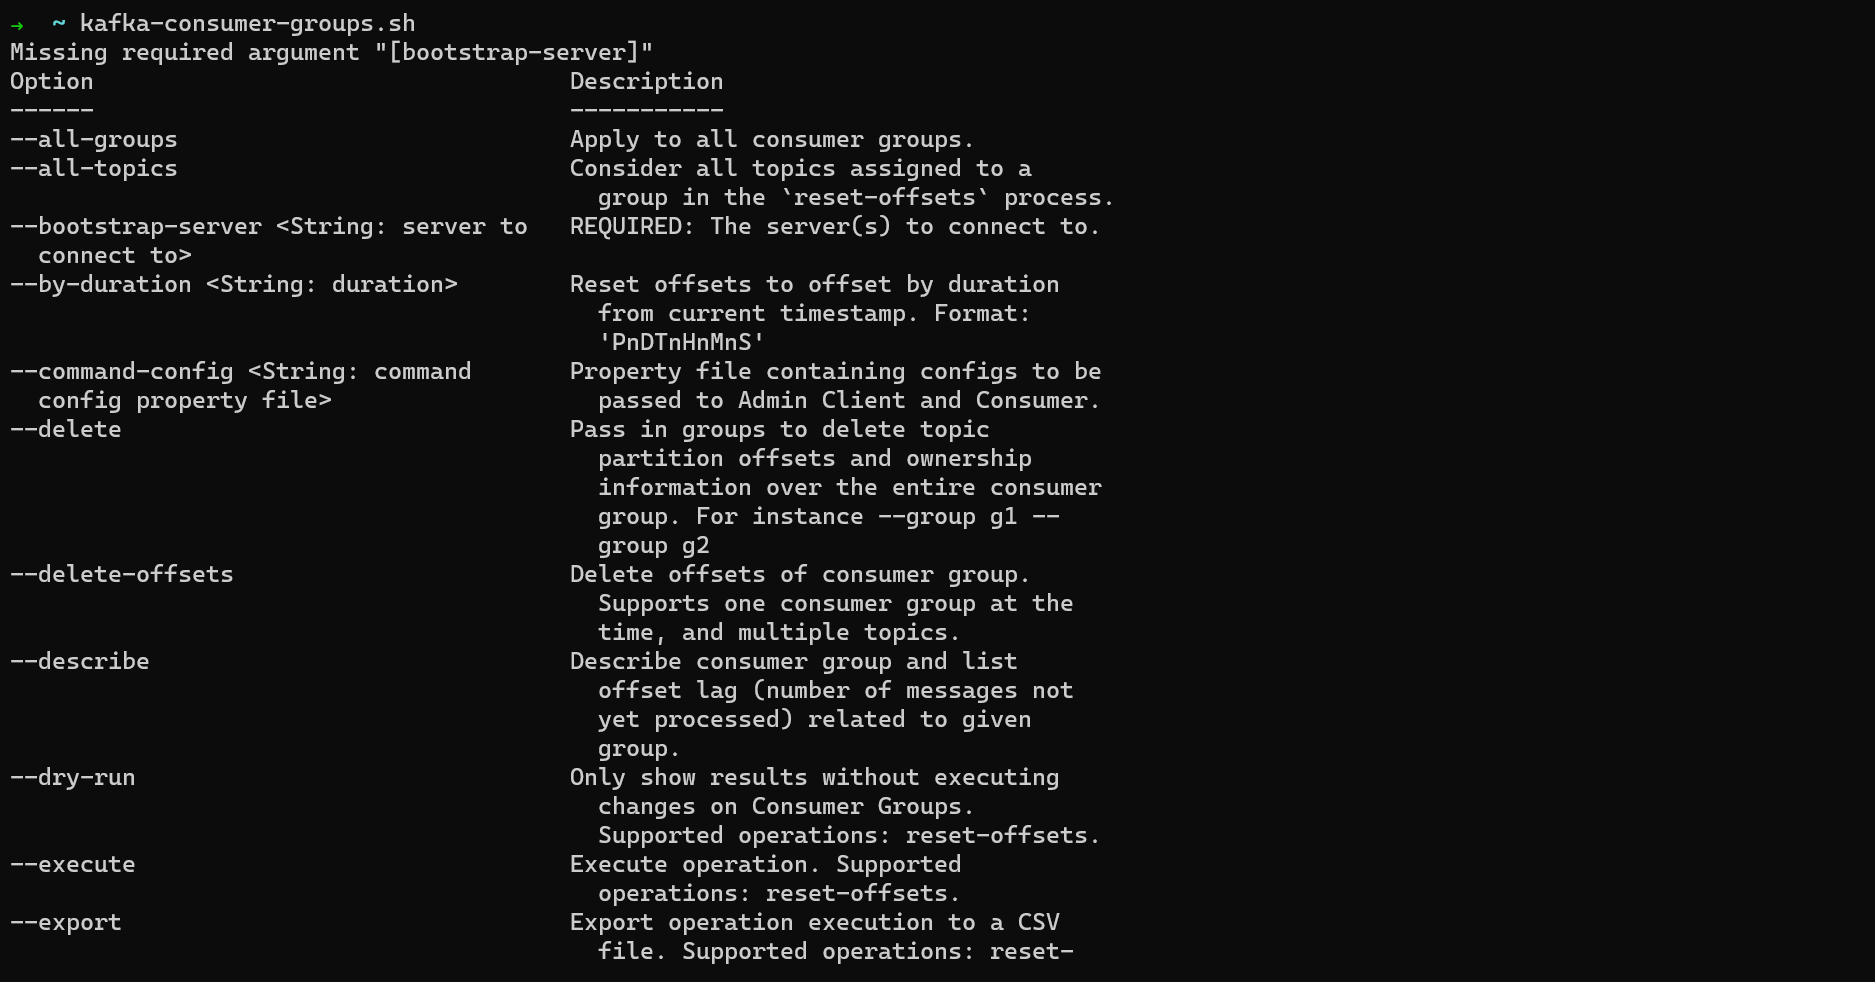 → ~ kafka-consumer-groups.sh
Missing required argument "[bootstrap-server]"
Option                                  Description
------                                  -----------
--all-groups                            Apply to all consumer groups.
--all-topics                            Consider all topics assigned to a
                                          group in the `reset-offsets` process.
--bootstrap-server <String: server to   REQUIRED: The server(s) to connect to.
  connect to>
--by-duration <String: duration>        Reset offsets to offset by duration
                                          from current timestamp. Format:
                                          'PnDTnHnMnS'
--command-config <String: command       Property file containing configs to be
  config property file>                   passed to Admin Client and Consumer.
--delete                                Pass in groups to delete topic
                                          partition offsets and ownership
                                          information over the entire consumer
                                          group. For instance --group g1 --
                                          group g2
--delete-offsets                        Delete offsets of consumer group.
                                          Supports one consumer group at the
                                          time, and multiple topics.
--describe                              Describe consumer group and list
                                          offset lag (number of messages not
                                          yet processed) related to given
                                          group.
--dry-run                               Only show results without executing
                                          changes on Consumer Groups.
                                          Supported operations: reset-offsets.
--execute                               Execute operation. Supported
                                          operations: reset-offsets.
--export                                Export operation execution to a CSV
                                          file. Supported operations: reset-